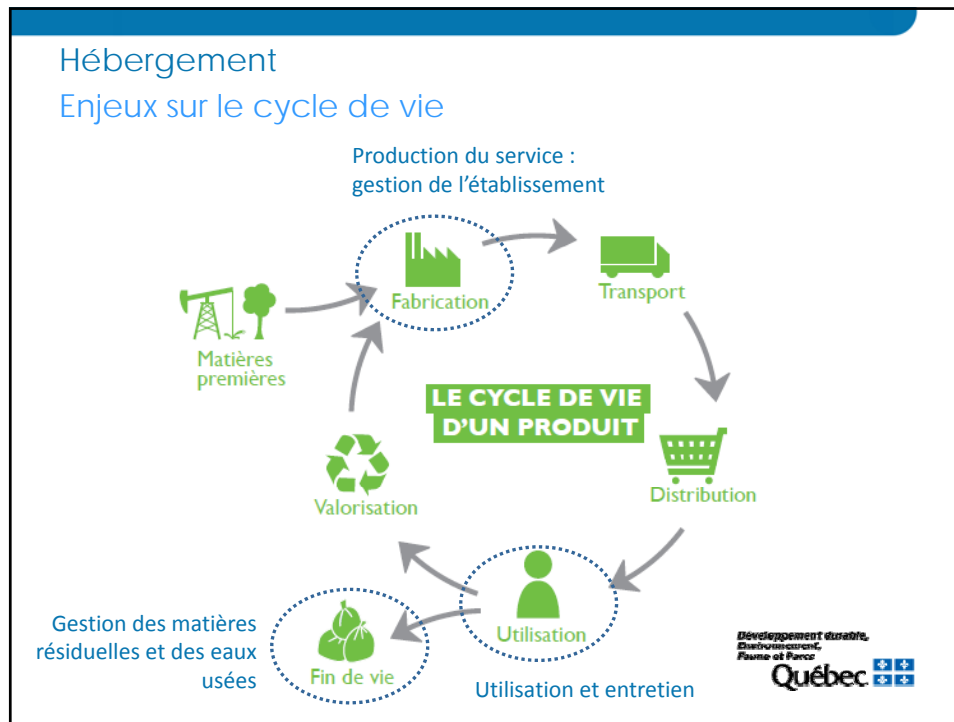 Hébergement
Enjeux sur le cycle de vie
Production du service :
gestion de l'établissement
Fabrication
Transport
Matières
premières
LE CYCLE DE VIE
D'UN PRODUIT
Valorisation
Distribution
Utilisation
Fin de vie
Gestion des matières
résiduelles et des eaux
usées
Utilisation et entretien
Développement durable,
Environnement,
Faune et Parcs
Québec